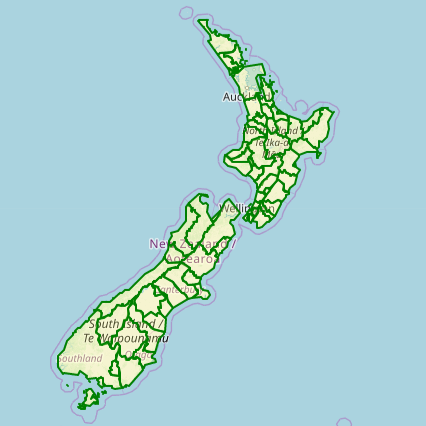 Auckland
North Island /
Te Ika-a-
Māui
Wellington
New Zealand /
Aotearoa
Canterbury
South Island /
Te Waipounamu
Otago
Southland